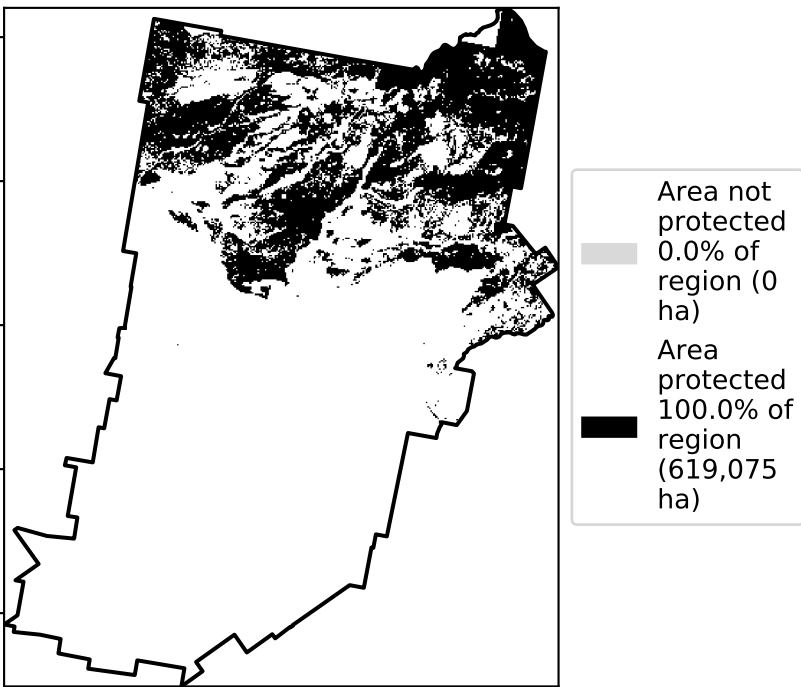 Area not
protected
0.0% of
region (0
ha)
Area
protected
100.0% of
region
(619,075
ha)